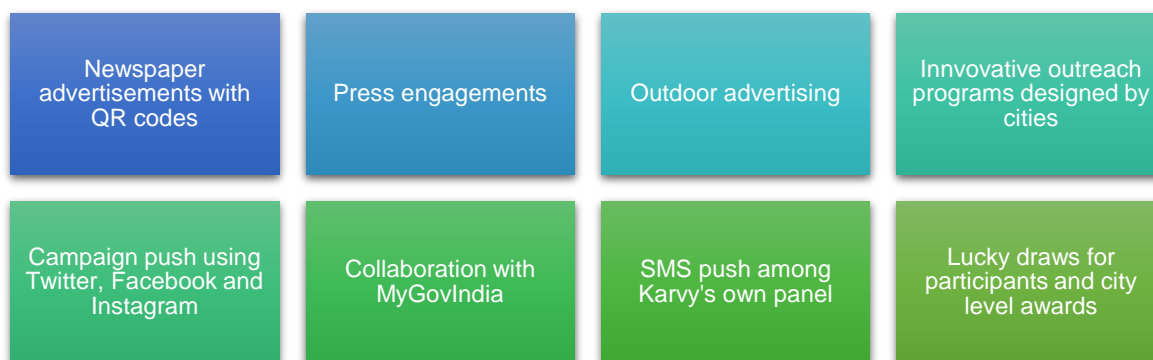 Newspaper
advertisements with
QR codes
Press engagements
Outdoor advertising
Innvovative outreach
programs designed by
cities
Campaign push using
Twitter, Facebook and
Instagram
Collaboration with
MyGovIndia
SMS push among
Karvy's own panel
Lucky draws for
participants and city
level awards